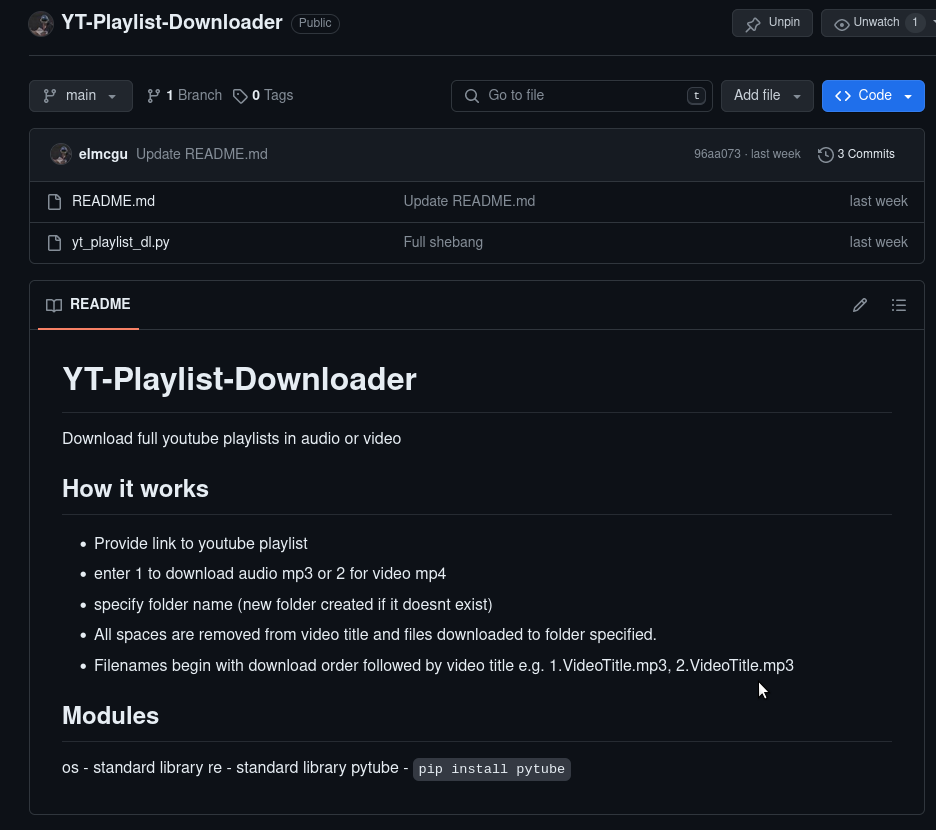 YT-Playlist-Downloader Public Unpin Unwatch 1
main 1 Branch 0 Tags Go to file t Add file Code
elmcgu Update README.md 96aa073 · last week 3 Commits
README.md Update README.md last week
yt_playlist_dl.py Full shebang last week
README
YT-Playlist-Downloader
Download full youtube playlists in audio or video
How it works
• Provide link to youtube playlist
• enter 1 to download audio mp3 or 2 for video mp4
• specify folder name (new folder created if it doesnt exist)
• All spaces are removed from video title and files downloaded to folder specified.
• Filenames begin with download order followed by video title e.g. 1.VideoTitle.mp3, 2.VideoTitle.mp3
Modules
os - standard library re - standard library pytube - pip install pytube